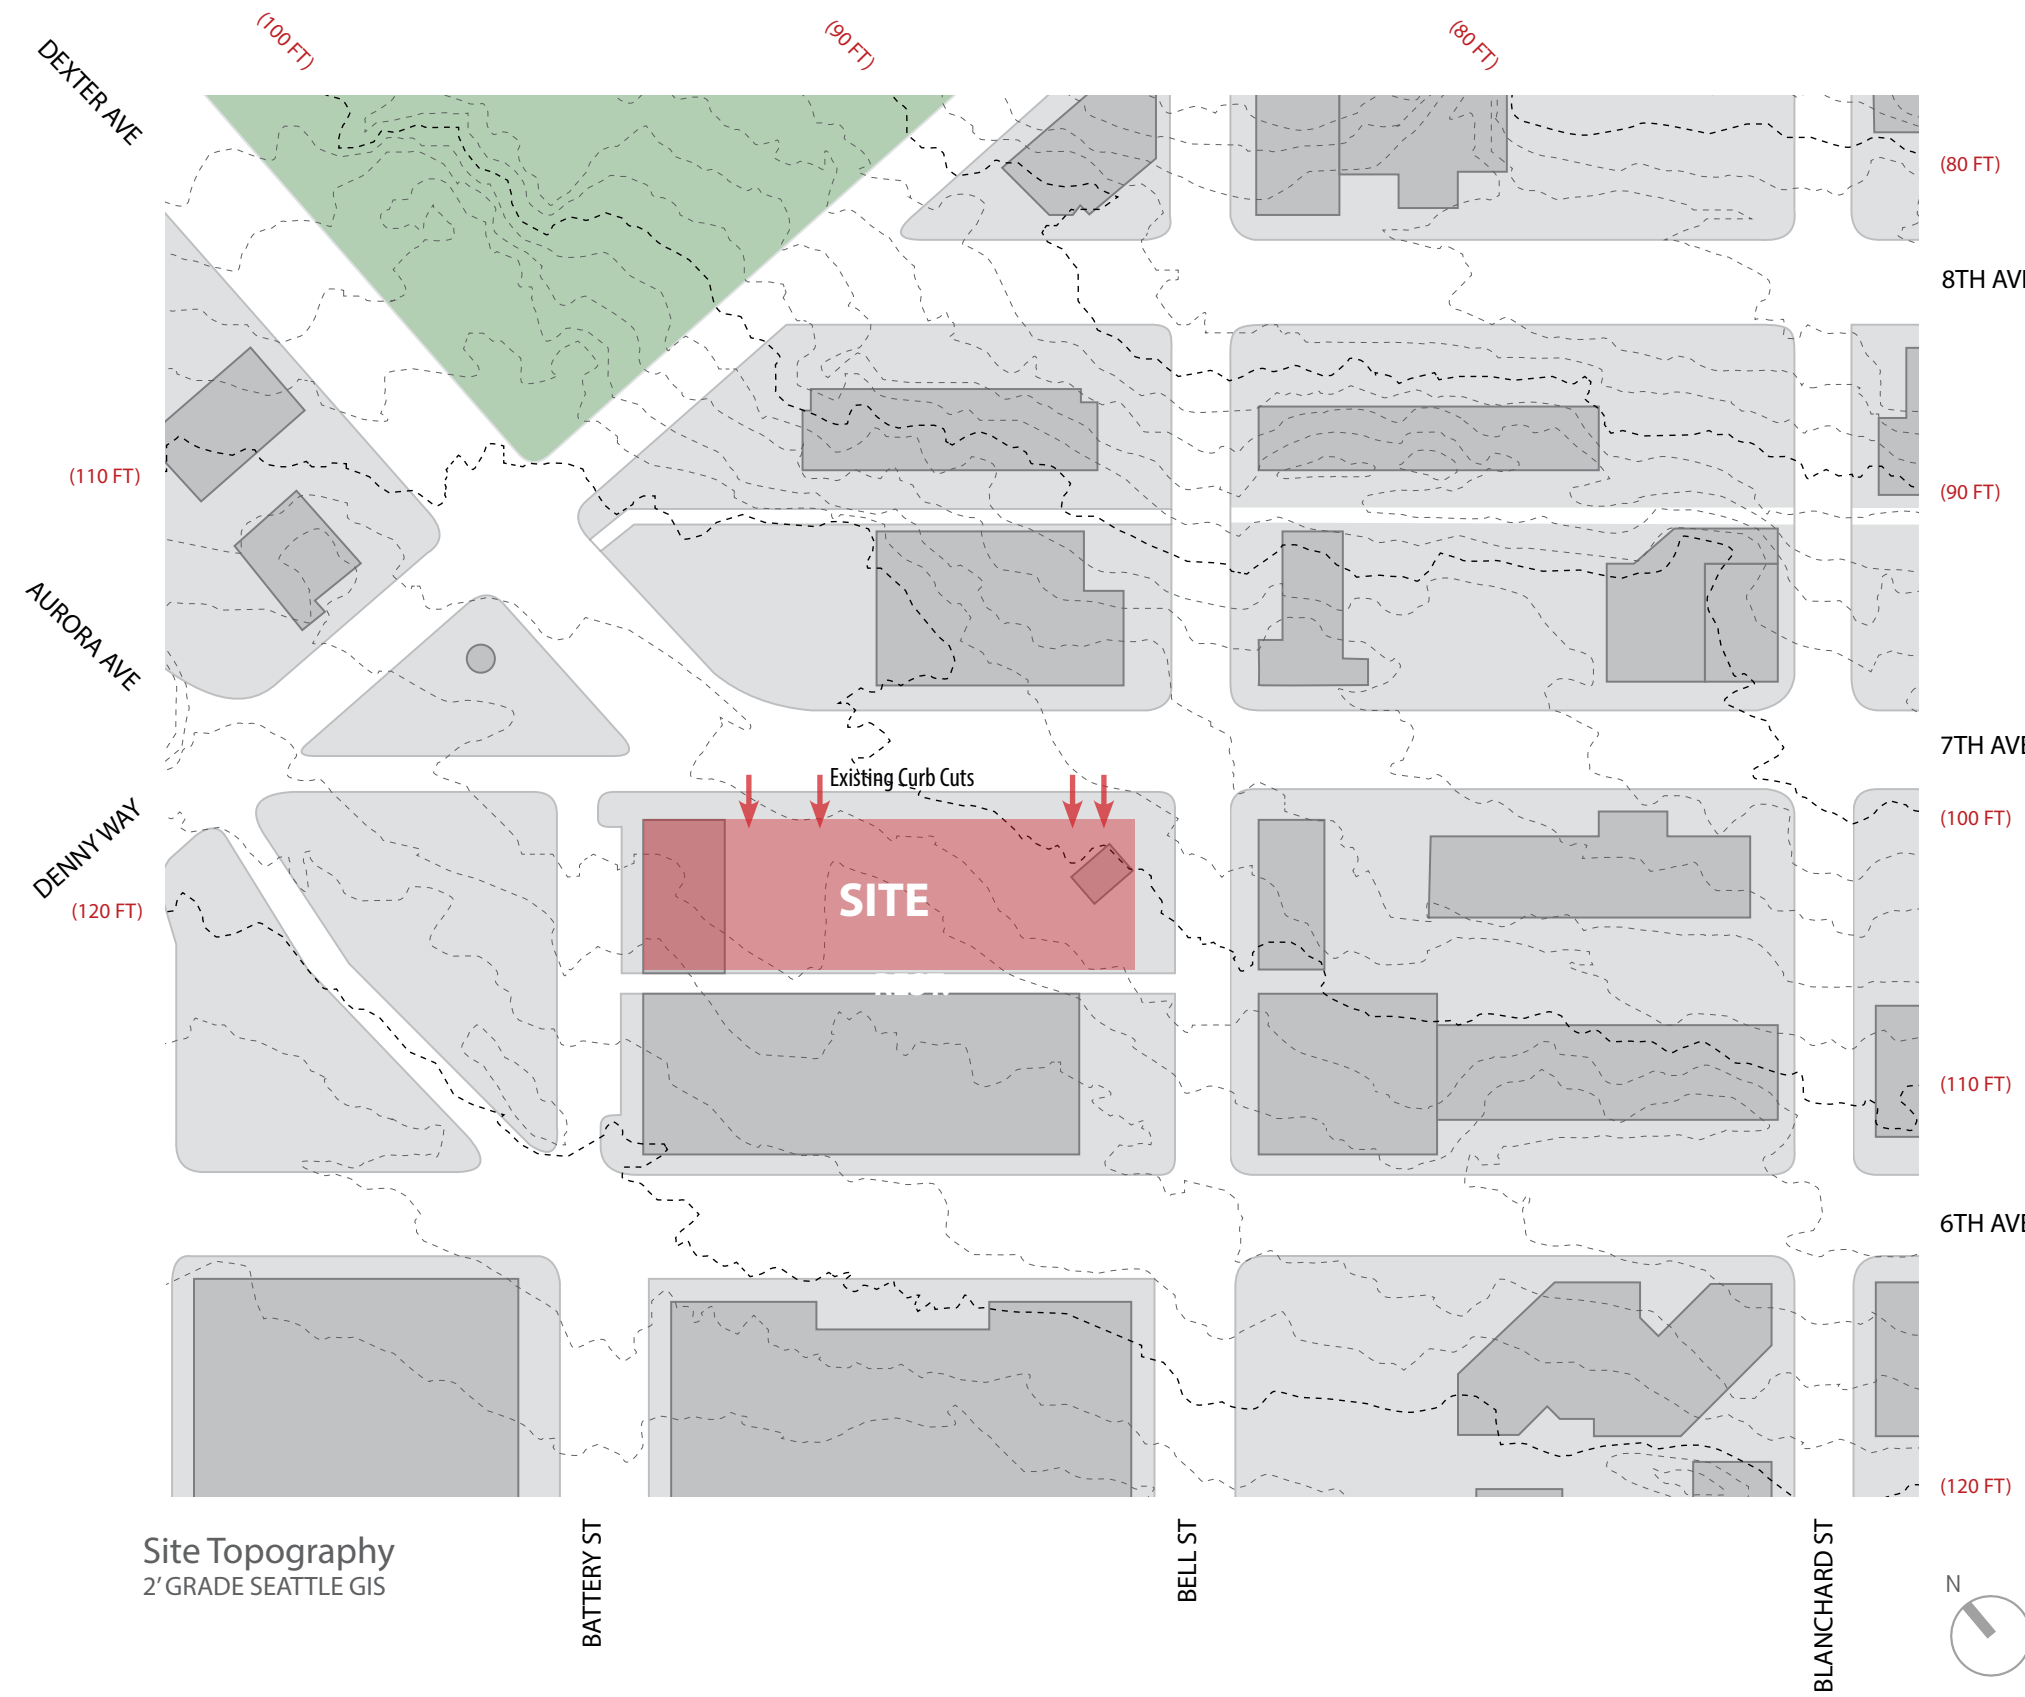 (100 FT)
(90 FT)
(80 FT)
DEXTER AVE
(80 FT)
8TH AVE
(110 FT)
(90 FT)
AURORA AVE
7TH AVE
Existing Curb Cuts
DENNY WAY
(100 FT)
SITE
(120 FT)
(110 FT)
6TH AVE
(120 FT)
Site Topography
2' GRADE SEATTLE GIS
BATTERY ST
BELL ST
BLANCHARD ST
N